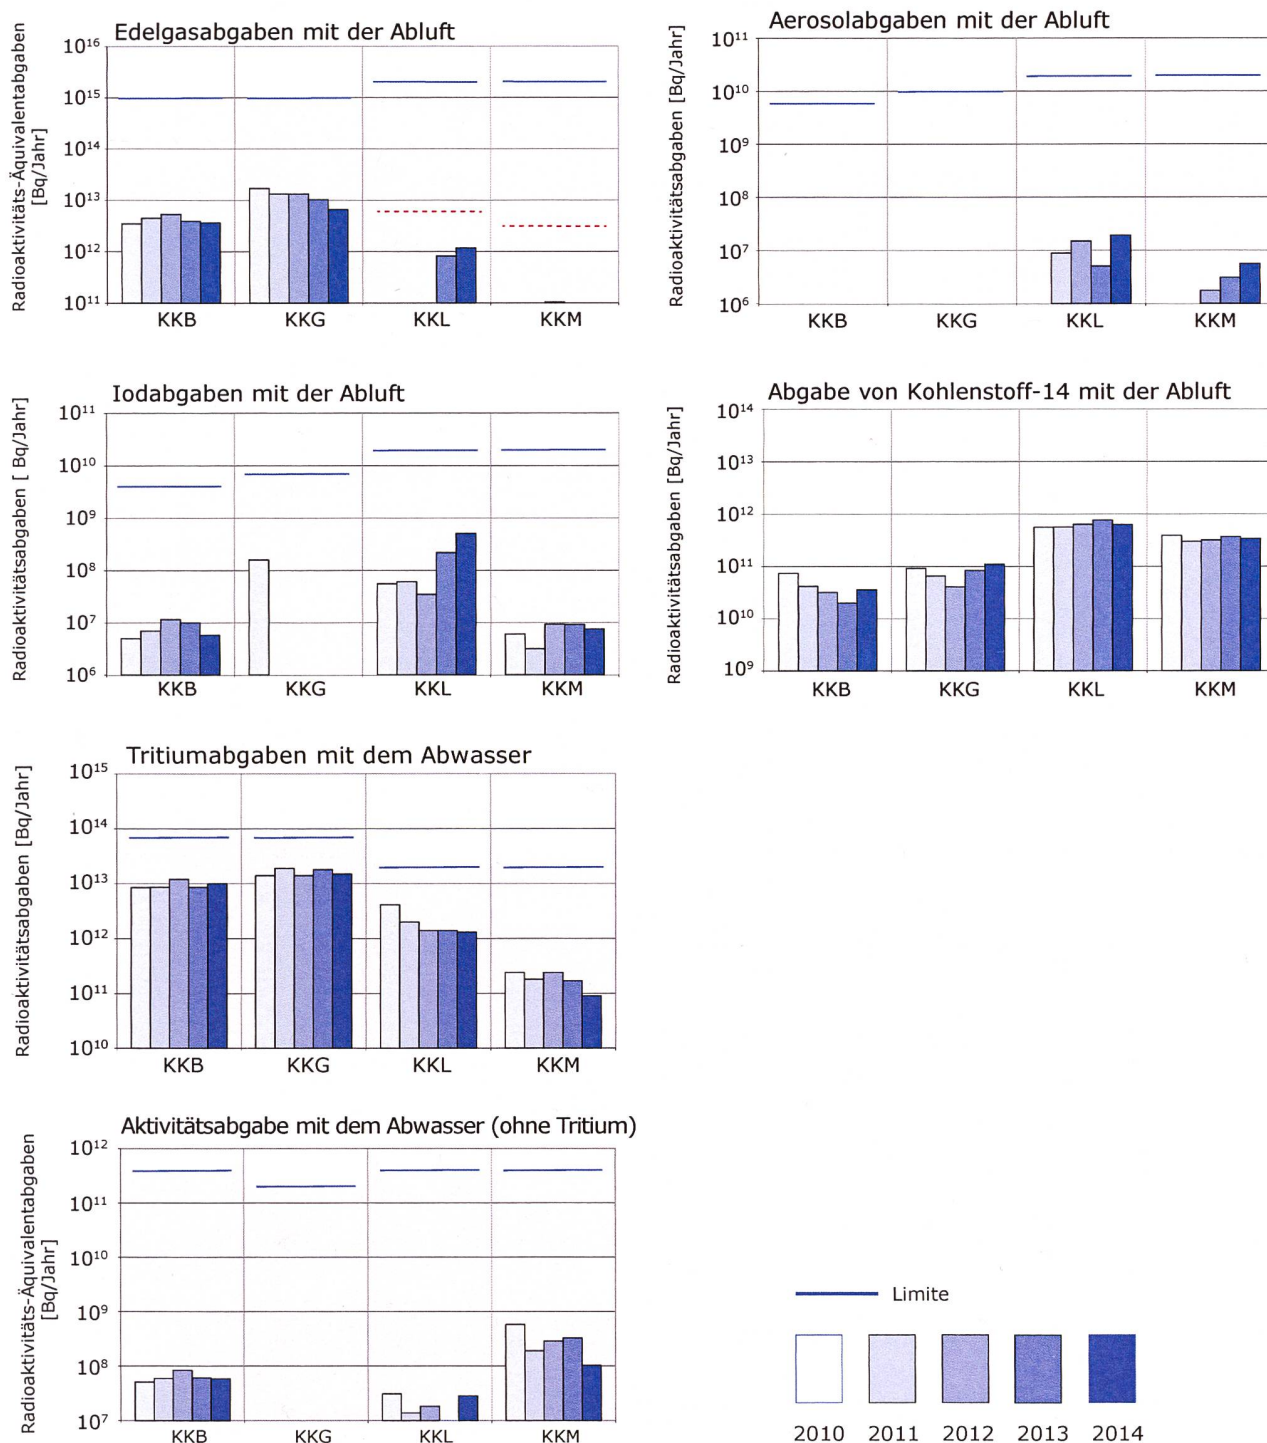 Edelgasabgaben mit der Abluft
Radioaktivitäts-Äquivalentabgaben
[Bq/Jahr]
10¹⁶
10¹⁵
10¹⁴
10¹³
10¹²
10¹¹
KKB KKG KKL KKM
Aerosolabgaben mit der Abluft
Radioaktivitätsabgaben [Bq/Jahr]
10¹¹
10¹⁰
10⁹
10⁸
10⁷
10⁶
KKB KKG KKL KKM
Iodabgaben mit der Abluft
Radioaktivitätsabgaben [ Bq/Jahr]
10¹¹
10¹⁰
10⁹
10⁸
10⁷
10⁶
KKB KKG KKL KKM
Abgabe von Kohlenstoff-14 mit der Abluft
Radioaktivitätsabgaben [Bq/Jahr]
10¹⁴
10¹³
10¹²
10¹¹
10¹⁰
10⁹
KKB KKG KKL KKM
Tritiumabgaben mit dem Abwasser
Radioaktivitätsabgaben [Bq/Jahr]
10¹⁵
10¹⁴
10¹³
10¹²
10¹¹
10¹⁰
KKB KKG KKL KKM
Aktivitätsabgabe mit dem Abwasser (ohne Tritium)
Radioaktivitäts-Äquivalentabgaben
[Bq/Jahr]
10¹²
10¹¹
10¹⁰
10⁹
10⁸
10⁷
KKB KKG KKL KKM
Limite
2010 2011 2012 2013 2014